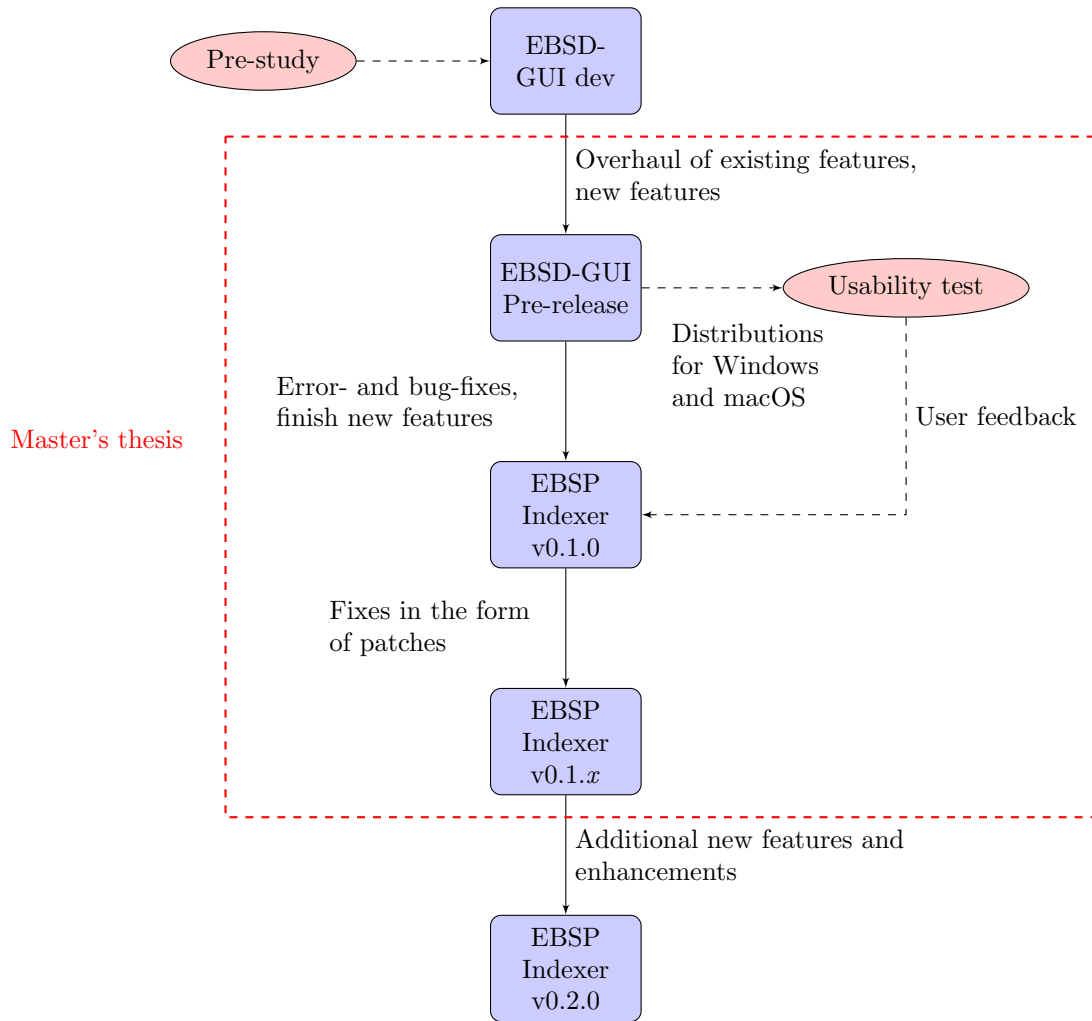 Pre-study
EBSD-
GUI dev
Overhaul of existing features,
new features
EBSD-GUI
Pre-release
Usability test
Distributions
for Windows
and macOS
Error- and bug-fixes,
finish new features
User feedback
Master's thesis
EBSP
Indexer
v0.1.0
Fixes in the form
of patches
EBSP
Indexer
v0.1.x
Additional new features and
enhancements
EBSP
Indexer
v0.2.0